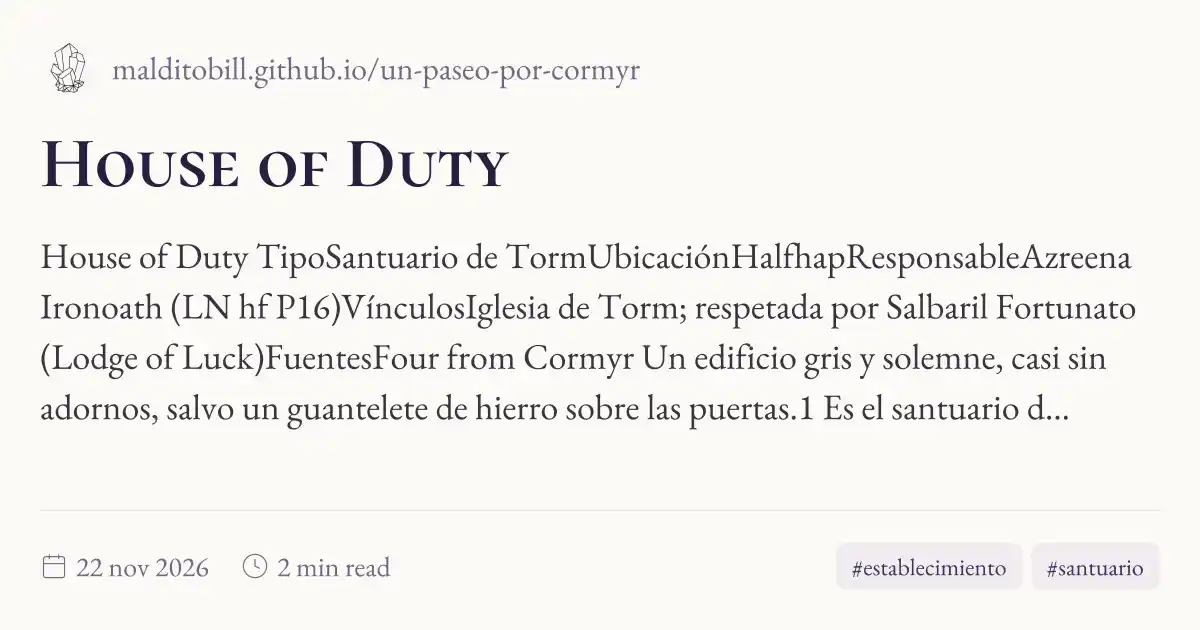 malditobill.github.io/un-paseo-por-cormyr
House of Duty
House of Duty TipoSantuario de TormUbicaciónHalfhapResponsableAzreena
Ironoath (LN hf P16)VínculosIglesia de Torm; respetada por Salbaril Fortunato
(Lodge of Luck)FuentesFour from Cormyr Un edificio gris y solemne, casi sin
adornos, salvo un guantelete de hierro sobre las puertas.1 Es el santuario d...
22 nov 2026 2 min read #establecimiento #santuario